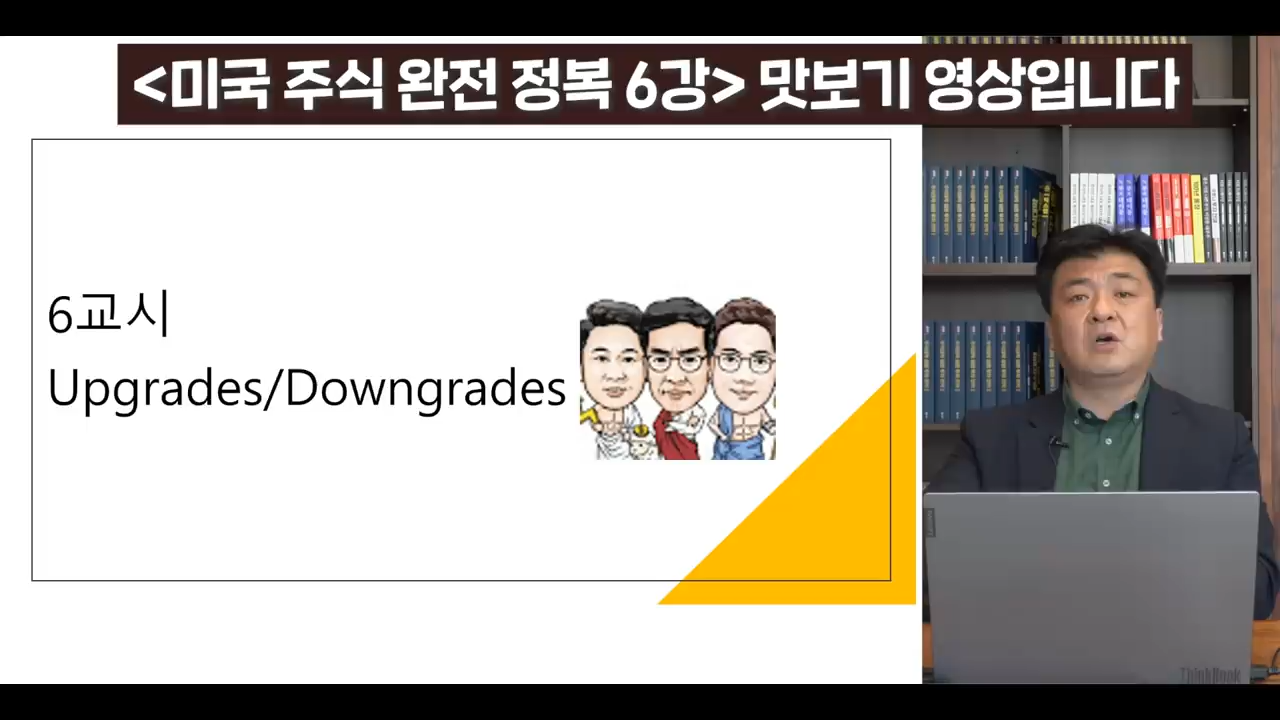 <미국 주식 완전 정복 6강> 맛보기 영상입니다
6교시
Upgrades/Downgrades
ThinkBook